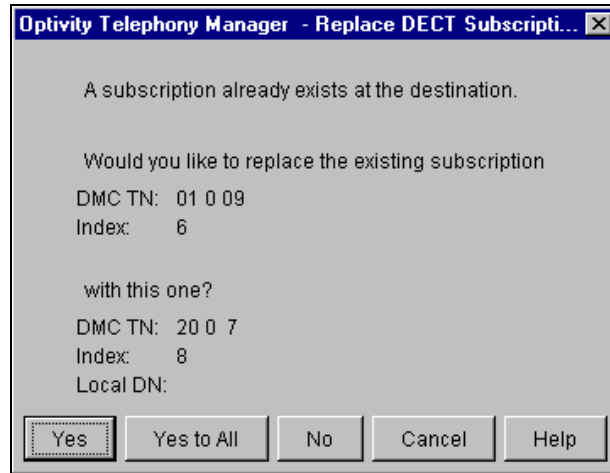 Optivity Telephony Manager - Replace DECT Subscripti...
A subscription already exists at the destination.
Would you like to replace the existing subscription
DMC TN: 01 0 09
Index: 6
with this one?
DMC TN: 20 0 7
Index: 8
Local DN:
Yes Yes to All No Cancel Help